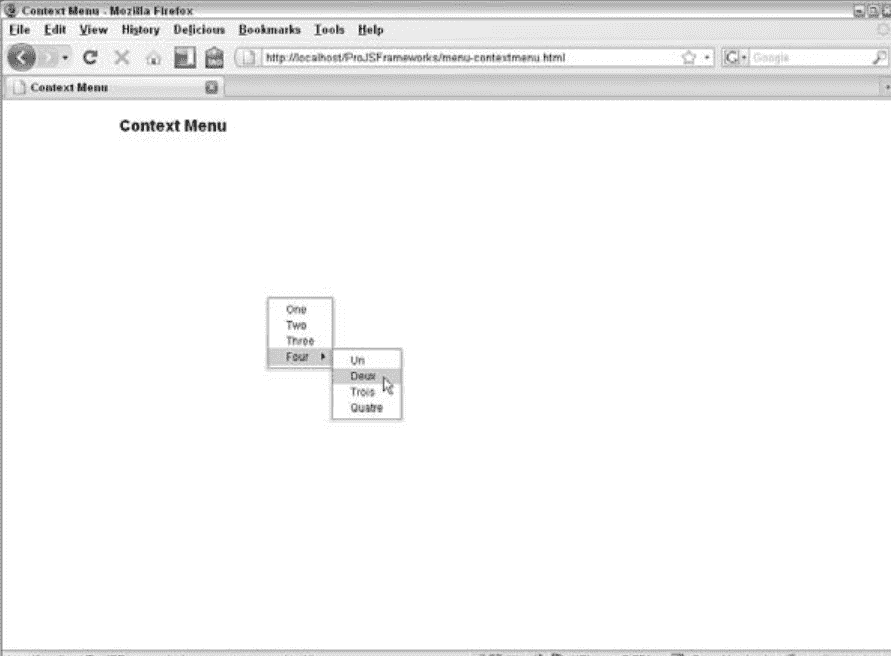 Context Menu - Mozilla Firefox
File Edit View History Delicious Bookmarks Tools Help
http://localhost/ProJSFrameworks/menu-contextmenu.html
Google
Context Menu
Context Menu
One
Two
Three
Four
Un
Deux
Trois
Quatre